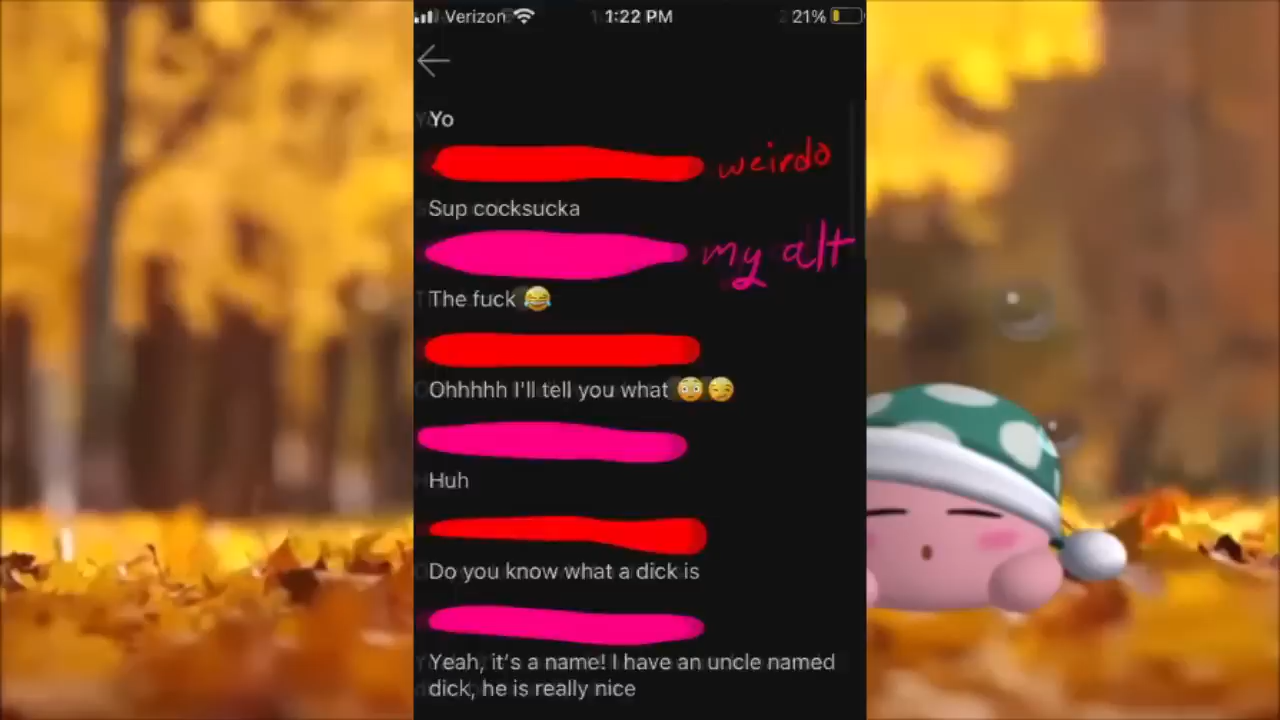 Verizon 1:22 PM 21%
Yo
weirdo
Sup cocksucka
my alt
The fuck 😂
Ohhhhh I'll tell you what 😳😏
Huh
Do you know what a dick is
Yeah, it's a name! I have an uncle named
dick, he is really nice